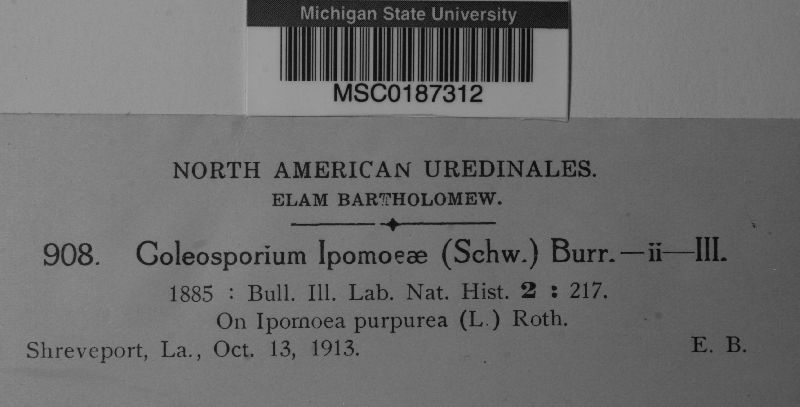 Michigan State University
MSC0187312
NORTH AMERICAN UREDINALES.
ELAM BARTHOLOMEW.
908. Coleosporium Ipomoeæ (Schw.) Burr.—ii—III.
1885 : Bull. Ill. Lab. Nat. Hist. 2 : 217.
On Ipomoea purpurea (L.) Roth.
Shreveport, La., Oct. 13, 1913. E. B.